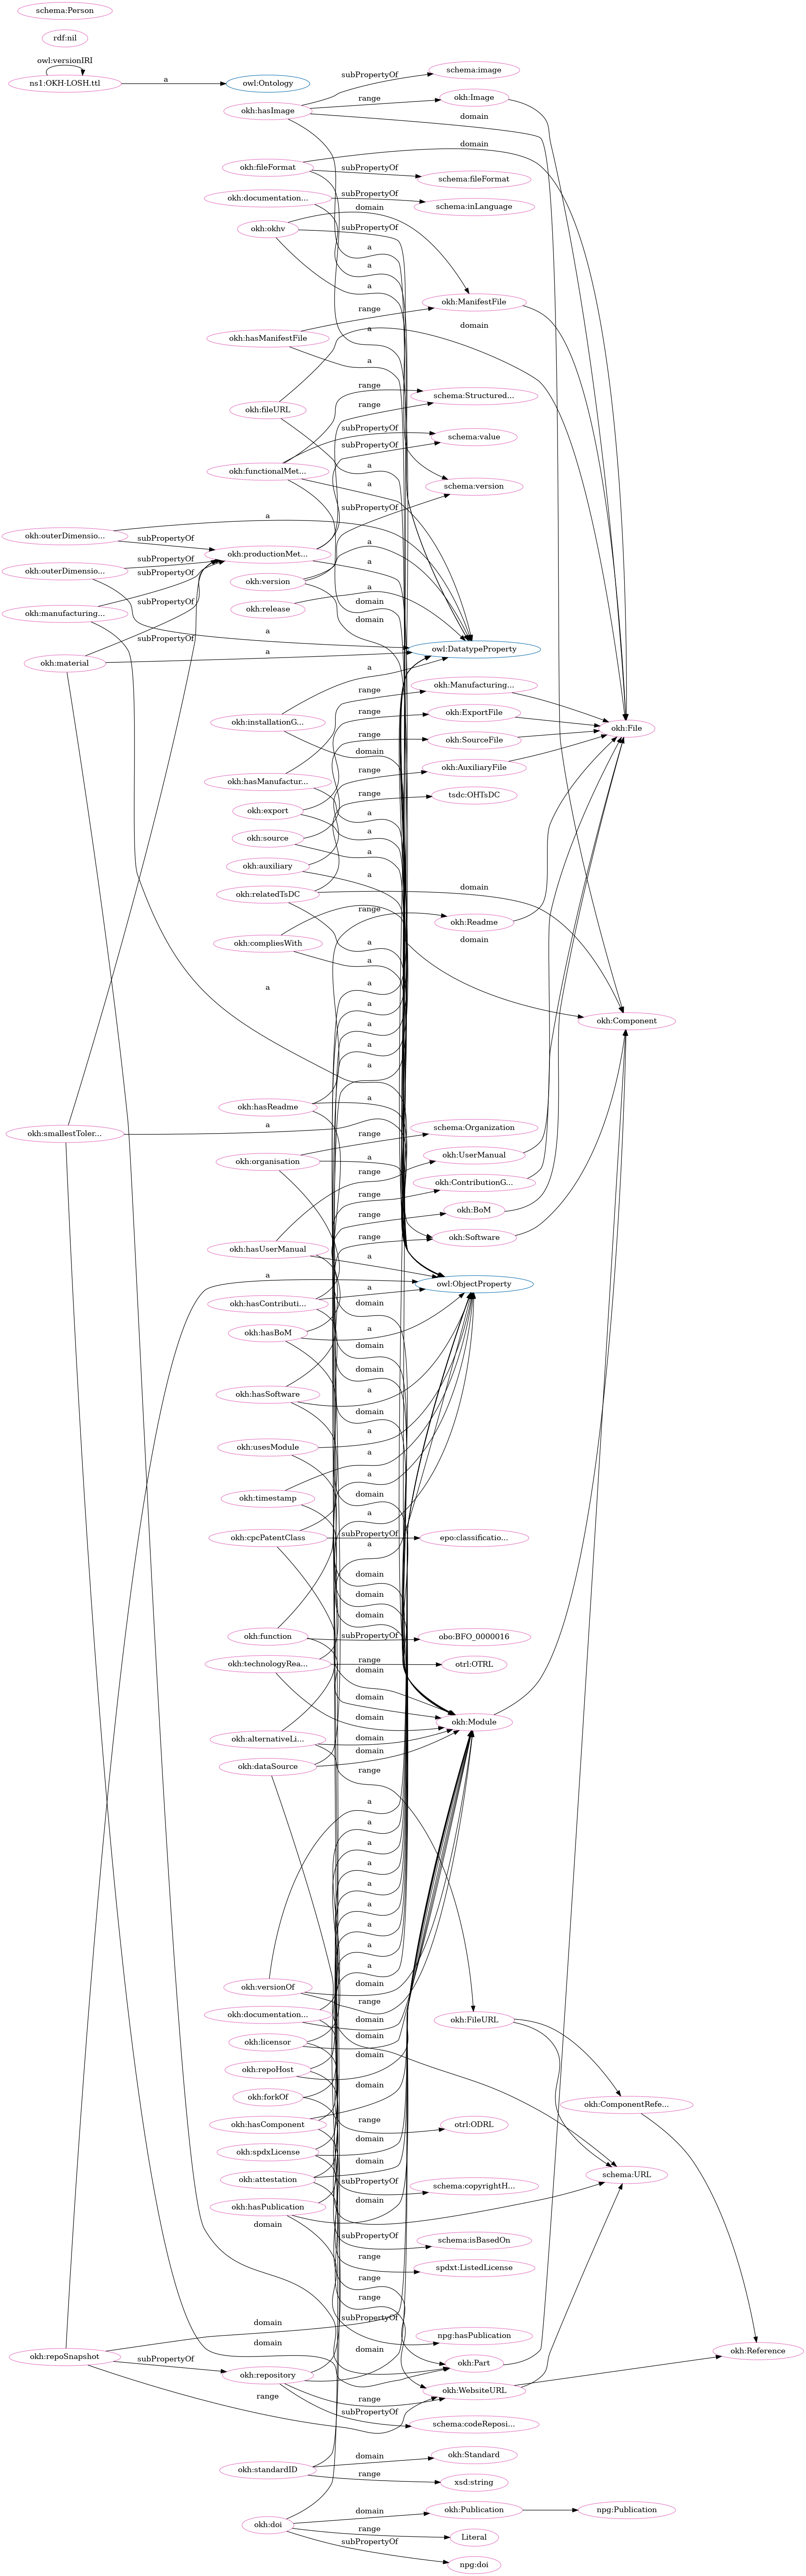 schema:Person
rdf:nil
owl:versionIRI
ns1:OKH-LOSH.ttl
a
owl:Ontology
schema:image
subPropertyOf
okh:Image
range
okh:hasImage
domain
domain
okh:fileFormat
subPropertyOf
schema:fileFormat
okh:documentation...
subPropertyOf
schema:inLanguage
domain
okh:okhv
subPropertyOf
a
a
a
okh:ManifestFile
range
domain
a
okh:hasManifestFile
a
range
schema:Structured...
okh:fileURL
range
subPropertyOf
schema:value
subPropertyOf
a
okh:functionalMet...
a
schema:version
subPropertyOf
a
okh:outerDimensio...
subPropertyOf
a
okh:productionMet...
subPropertyOf
okh:outerDimensio...
subPropertyOf
okh:version
a
subPropertyOf
okh:manufacturing...
domain
okh:release
domain
a
subPropertyOf
owl:DatatypeProperty
okh:material
a
a
okh:Manufacturing...
range
okh:installationG...
range
okh:ExportFile
okh:File
range
okh:SourceFile
domain
okh:hasManufactur...
range
okh:AuxiliaryFile
range
tsdc:OHTsDC
okh:export
a
okh:source
a
a
okh:auxiliary
a
okh:relatedTsDC
domain
range
okh:Readme
okh:compliesWith
a
domain
a
a
a
okh:Component
a
a
a
okh:hasReadme
a
schema:Organization
okh:smallestToler...
a
range
okh:organisation
a
okh:UserManual
range
okh:ContributionG...
range
okh:BoM
range
okh:Software
range
okh:hasUserManual
a
a
owl:ObjectProperty
a
okh:hasContributi...
domain
okh:hasBoM
a
domain
domain
okh:hasSoftware
a
domain
a
okh:usesModule
a
a
domain
okh:timestamp
a
okh:cpcPatentClass
subPropertyOf
epo:classificatio...
a
domain
domain
domain
okh:function
subPropertyOf
obo:BFO_0000016
okh:technologyRea...
range
otrl:OTRL
domain
domain
okh:Module
okh:alternativeLi...
domain
domain
okh:dataSource
range
a
a
a
a
a
a
a
a
okh:versionOf
domain
range
okh:FileURL
okh:documentation...
domain
okh:licensor
domain
domain
okh:repoHost
domain
okh:forkOf
okh:ComponentRefe...
okh:hasComponent
range
otrl:ODRL
okh:spdxLicense
domain
domain
okh:attestation
schema:URL
subPropertyOf
schema:copyrightH...
okh:hasPublication
domain
domain
subPropertyOf
schema:isBasedOn
range
spdxt:ListedLicense
range
range
domain
subPropertyOf
npg:hasPublication
okh:repoSnapshot
domain
domain
okh:Part
okh:Reference
subPropertyOf
okh:repository
range
range
okh:WebsiteURL
subPropertyOf
schema:codeReposi...
okh:standardID
domain
okh:Standard
range
xsd:string
okh:doi
domain
okh:Publication
npg:Publication
range
Literal
subPropertyOf
npg:doi